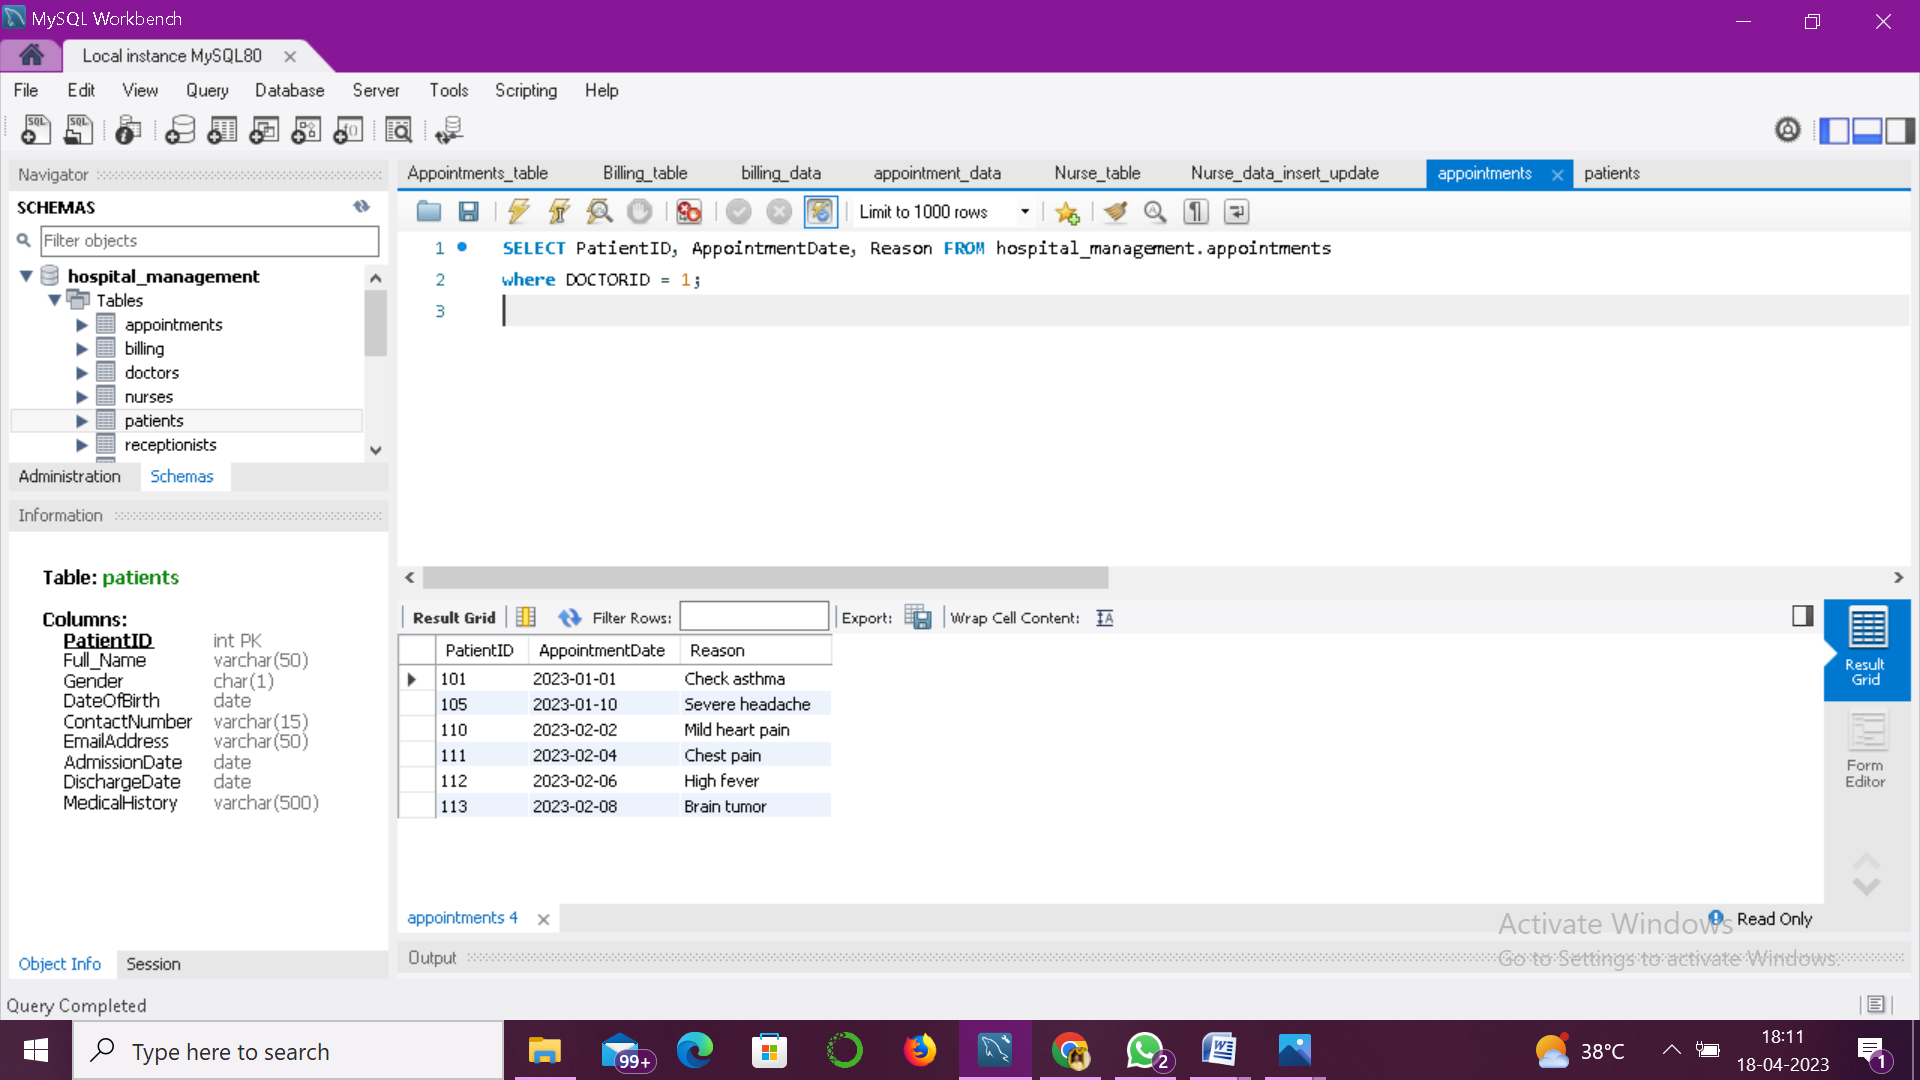 MySQL Workbench
Local instance MySQL80
File Edit View Query Database Server Tools Scripting Help
Navigator
SCHEMAS
Filter objects
hospital_management
Tables
appointments
billing
doctors
nurses
patients
receptionists
Administration Schemas
Information
Table: patients
Columns:
PatientID int PK
Full_Name varchar(50)
Gender char(1)
DateOfBirth date
ContactNumber varchar(15)
EmailAddress varchar(50)
AdmissionDate date
DischargeDate date
MedicalHistory varchar(500)
Object Info Session
Appointments_table Billing_table billing_data appointment_data Nurse_table Nurse_data_insert_update appointments patients
Limit to 1000 rows
1 SELECT PatientID, AppointmentDate, Reason FROM hospital_management.appointments
2 where DOCTORID = 1;
3
Result Grid Filter Rows: Export: Wrap Cell Content:
PatientID AppointmentDate Reason
101 2023-01-01 Check asthma
105 2023-01-10 Severe headache
110 2023-02-02 Mild heart pain
111 2023-02-04 Chest pain
112 2023-02-06 High fever
113 2023-02-08 Brain tumor
Result
Grid
Form
Editor
appointments 4
Read Only
Activate Windows
Go to Settings to activate Windows.
Output
Query Completed
Type here to search
99+
2
38°C
18:11
18-04-2023
1